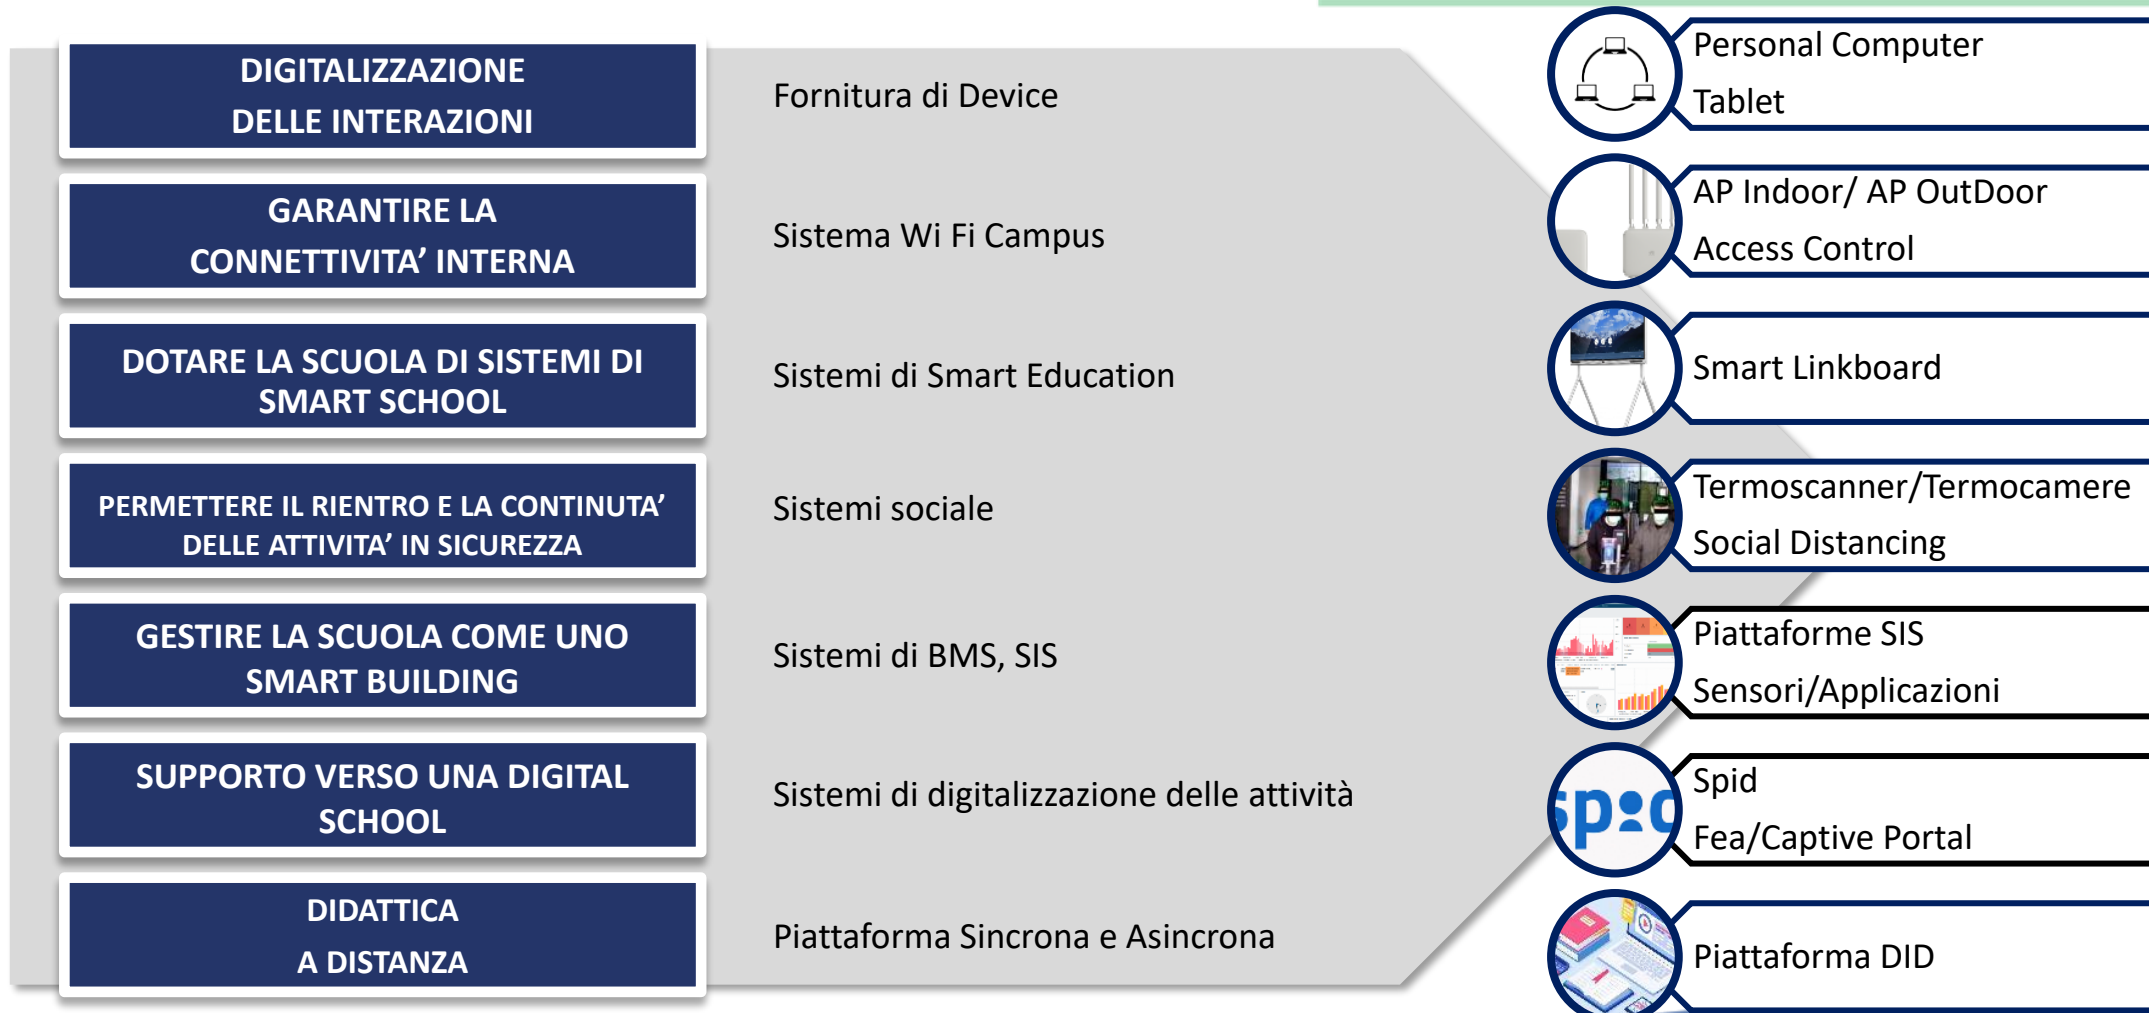 DIGITALIZZAZIONE
DELLE INTERAZIONI
Fornitura di Device
Personal Computer
Tablet
GARANTIRE LA
CONNETTIVITA’ INTERNA
Sistema Wi Fi Campus
AP Indoor/ AP OutDoor
Access Control
DOTARE LA SCUOLA DI SISTEMI DI
SMART SCHOOL
Sistemi di Smart Education
Smart Linkboard
PERMETTERE IL RIENTRO E LA CONTINUTA’
DELLE ATTIVITA’ IN SICUREZZA
Sistemi sociale
Termoscanner/Termocamere
Social Distancing
GESTIRE LA SCUOLA COME UNO
SMART BUILDING
Sistemi di BMS, SIS
Piattaforme SIS
Sensori/Applicazioni
SUPPORTO VERSO UNA DIGITAL
SCHOOL
Sistemi di digitalizzazione delle attività
spid
Spid
Fea/Captive Portal
DIDATTICA
A DISTANZA
Piattaforma Sincrona e Asincrona
Piattaforma DID